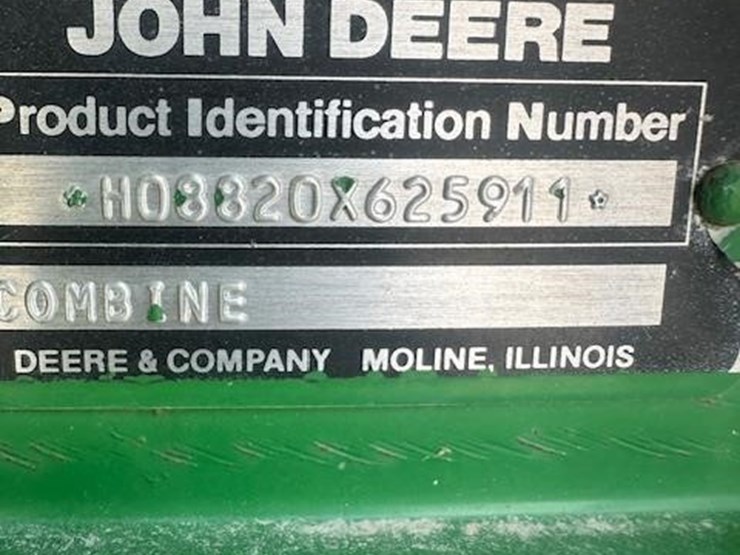 JOHN DEERE
Product Identification Number
*H08820X625911*
COMBINE
DEERE & COMPANY MOLINE, ILLINOIS